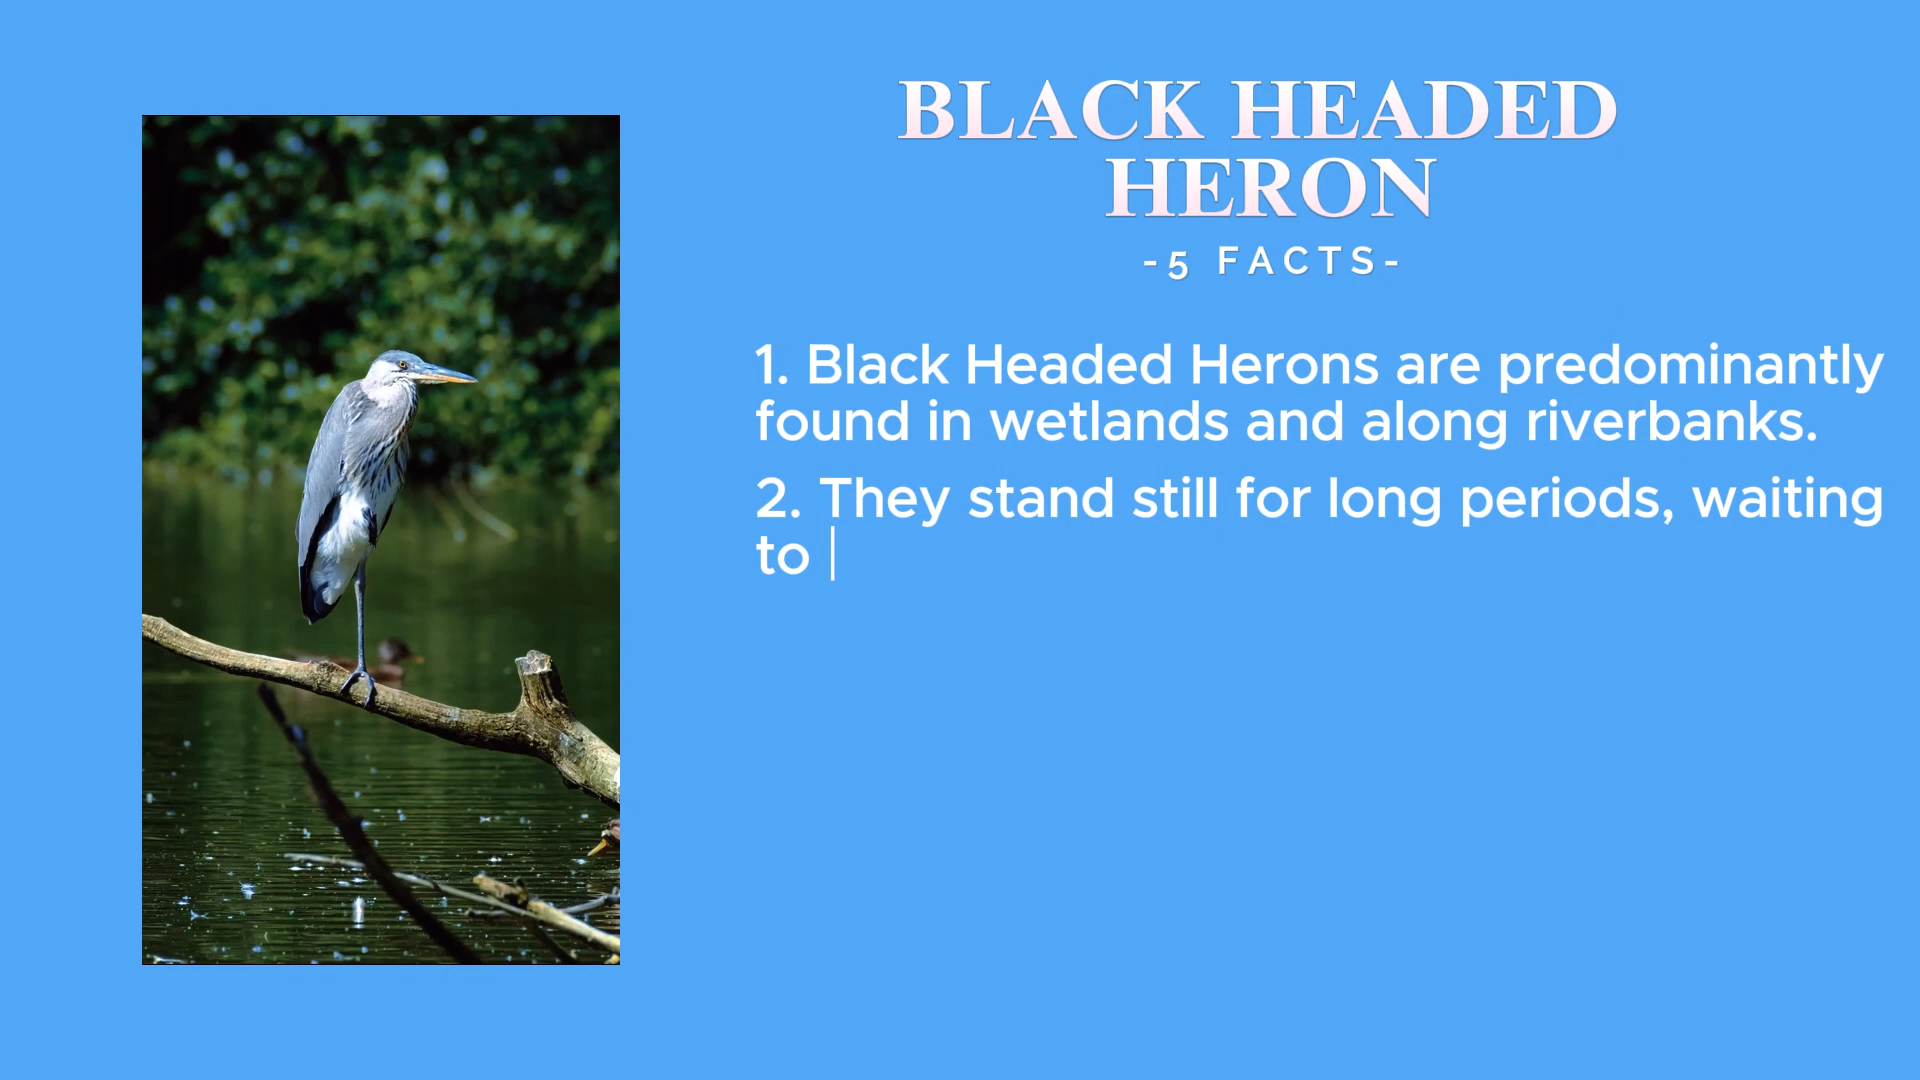 BLACK HEADED
HERON
-5 FACTS-
1. Black Headed Herons are predominantly
found in wetlands and along riverbanks.
2. They stand still for long periods, waiting
to